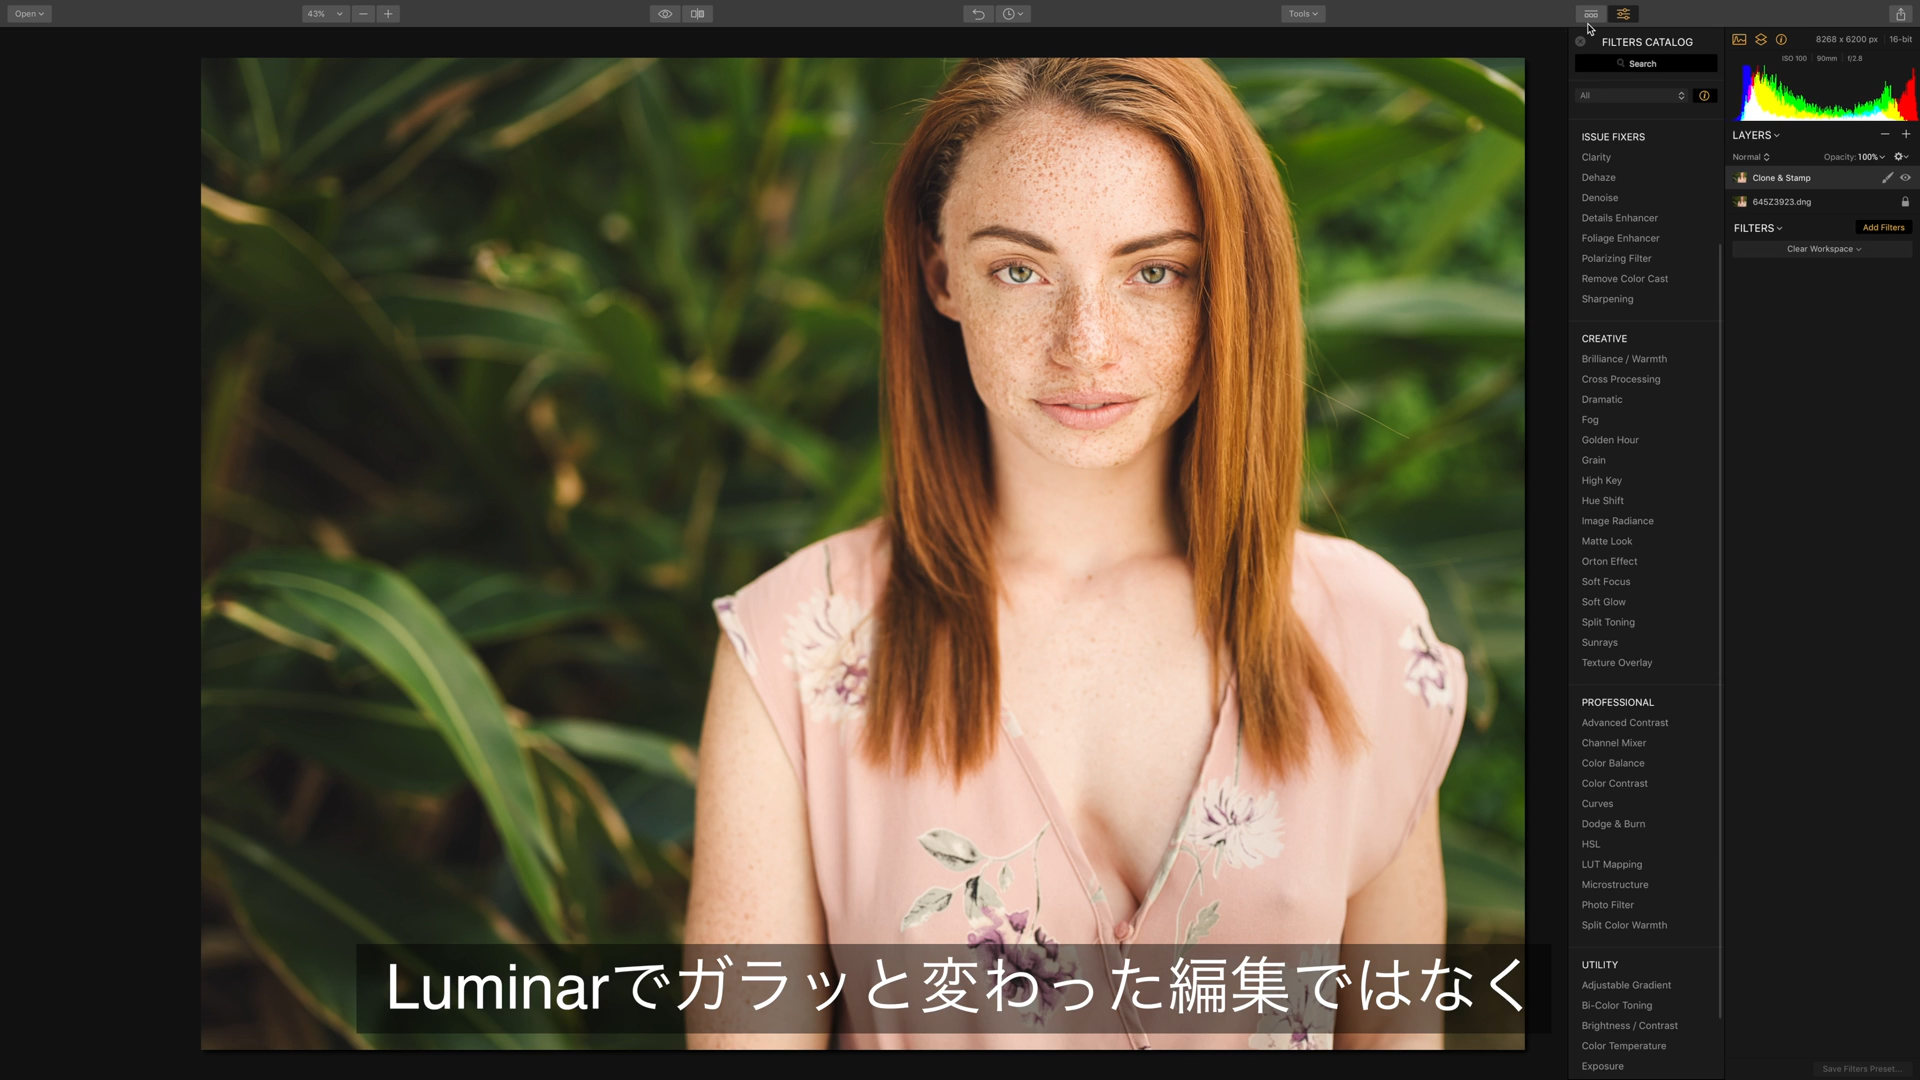 Open
43%
Tools
FILTERS CATALOG
Search
All
ISSUE FIXERS
Clarity
Dehaze
Denoise
Details Enhancer
Foliage Enhancer
Polarizing Filter
Remove Color Cast
Sharpening
CREATIVE
Brilliance / Warmth
Cross Processing
Dramatic
Fog
Golden Hour
Grain
High Key
Hue Shift
Image Radiance
Matte Look
Orton Effect
Soft Focus
Soft Glow
Split Toning
Sunrays
Texture Overlay
PROFESSIONAL
Advanced Contrast
Channel Mixer
Color Balance
Color Contrast
Curves
Dodge & Burn
HSL
LUT Mapping
Microstructure
Photo Filter
Split Color Warmth
UTILITY
Adjustable Gradient
Bi-Color Toning
Brightness / Contrast
Color Temperature
Exposure
8268 x 6200 px 16-bit
ISO 100 90mm f/2.8
LAYERS
Normal Opacity: 100%
Clone & Stamp
645Z3923.dng
FILTERS Add Filters
Clear Workspace
Save Filters Preset...
Luminarでガラッと変わった編集ではなく